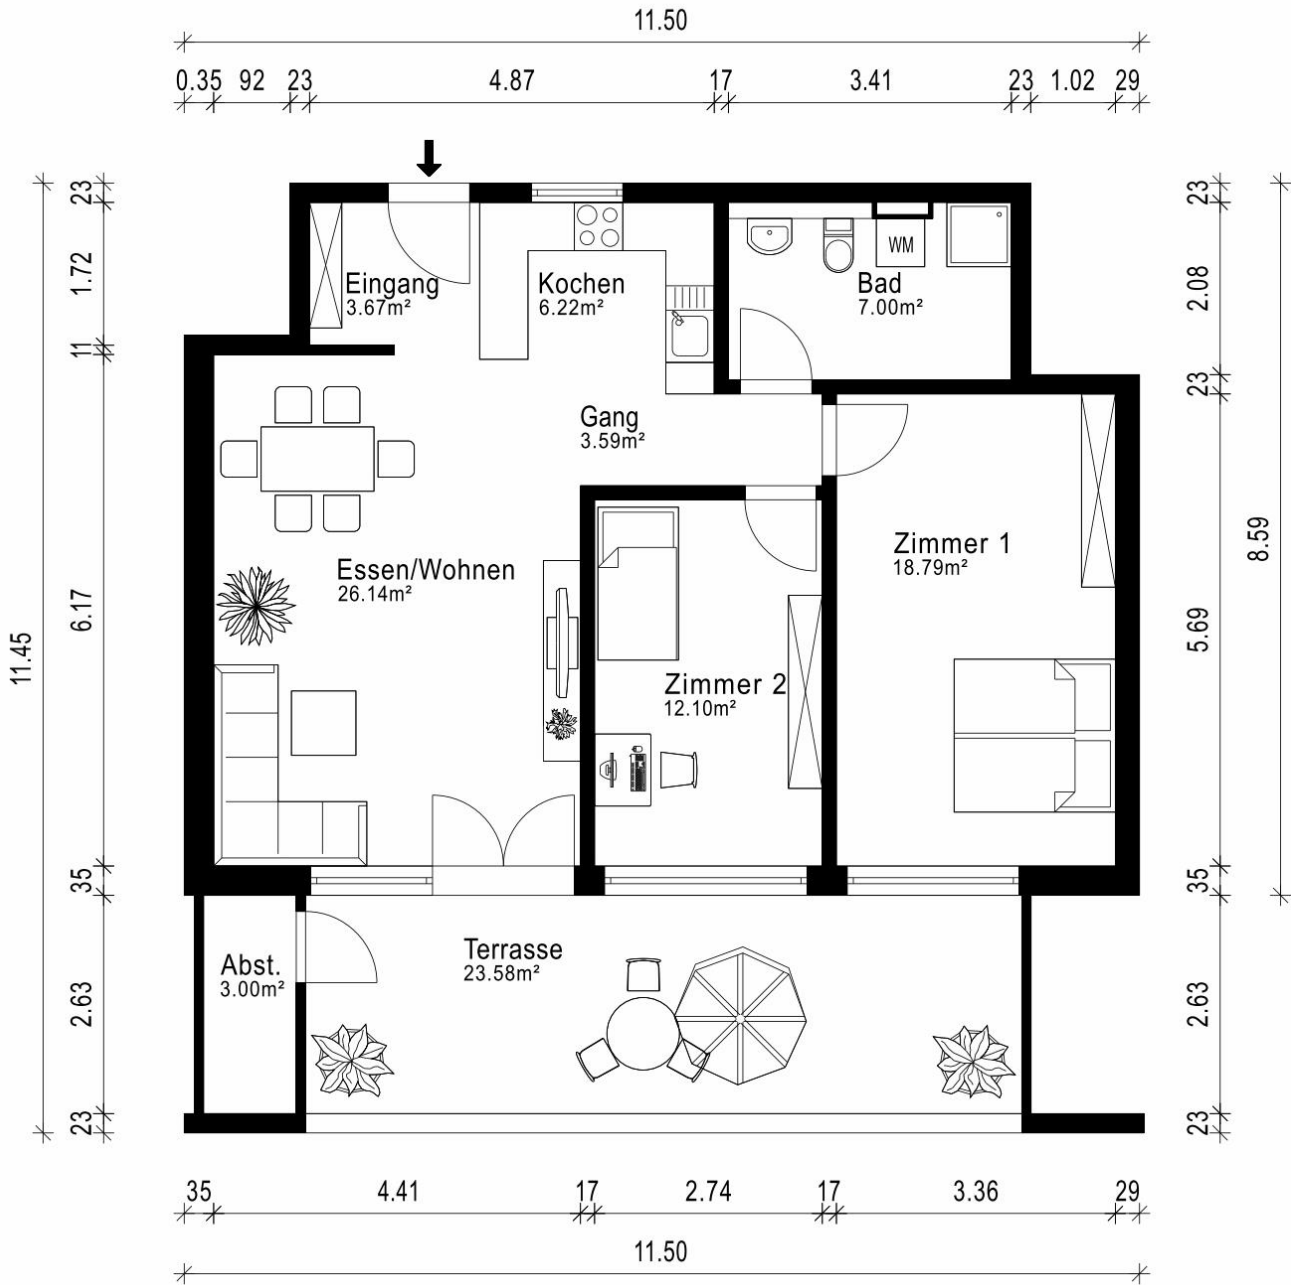 11.50
0.35 92 23 4.87 17 3.41 23 1.02 29
23
1.72
11
6.17
35
2.63
23
11.45
Eingang
3.67m²
Kochen
6.22m²
WM
Bad
7.00m²
Gang
3.59m²
Essen/Wohnen
26.14m²
Zimmer 1
18.79m²
Zimmer 2
12.10m²
Abst.
3.00m²
Terrasse
23.58m²
23
2.08
23
5.69
35
2.63
23
8.59
35 4.41 17 2.74 17 3.36 29
11.50